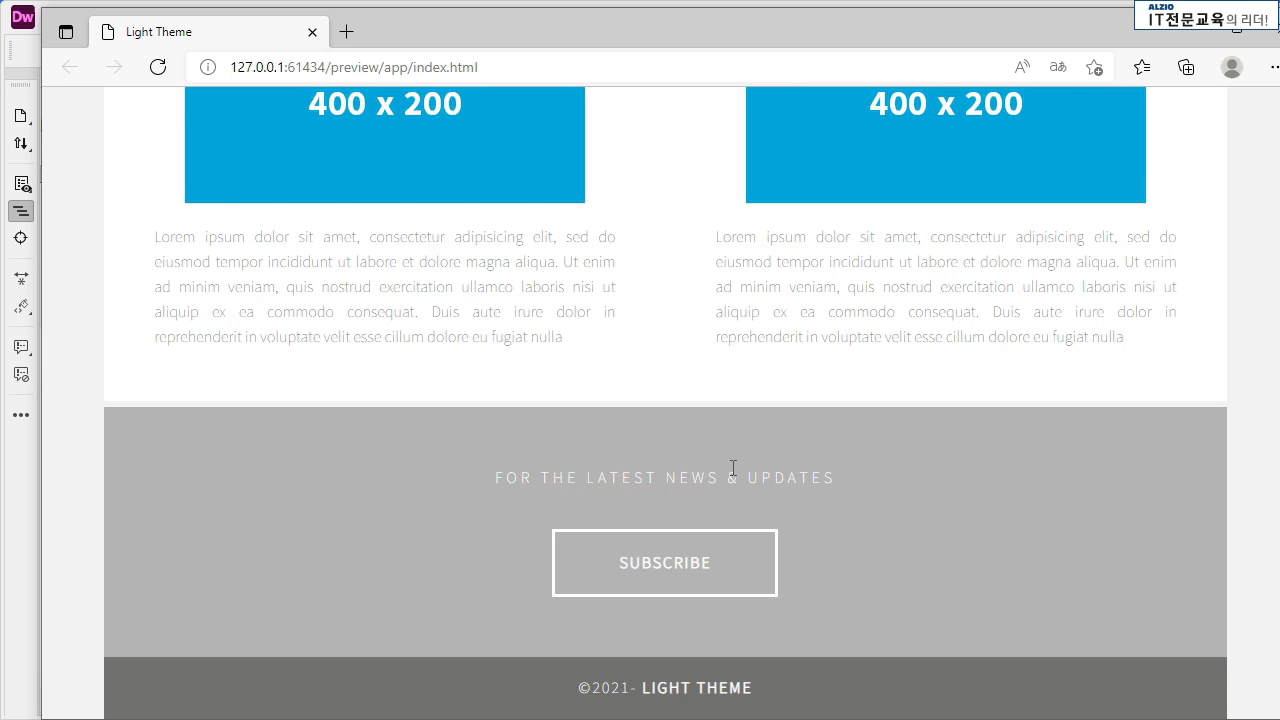 Dw
Light Theme
ALZIO
IT전문교육의 리더!
127.0.0.1:61434/preview/app/index.html
400 x 200
400 x 200
Lorem ipsum dolor sit amet, consectetur adipisicing elit, sed do
eiusmod tempor incididunt ut labore et dolore magna aliqua. Ut enim
ad minim veniam, quis nostrud exercitation ullamco laboris nisi ut
aliquip ex ea commodo consequat. Duis aute irure dolor in
reprehenderit in voluptate velit esse cillum dolore eu fugiat nulla
Lorem ipsum dolor sit amet, consectetur adipisicing elit, sed do
eiusmod tempor incididunt ut labore et dolore magna aliqua. Ut enim
ad minim veniam, quis nostrud exercitation ullamco laboris nisi ut
aliquip ex ea commodo consequat. Duis aute irure dolor in
reprehenderit in voluptate velit esse cillum dolore eu fugiat nulla
FOR THE LATEST NEWS & UPDATES
SUBSCRIBE
©2021- LIGHT THEME